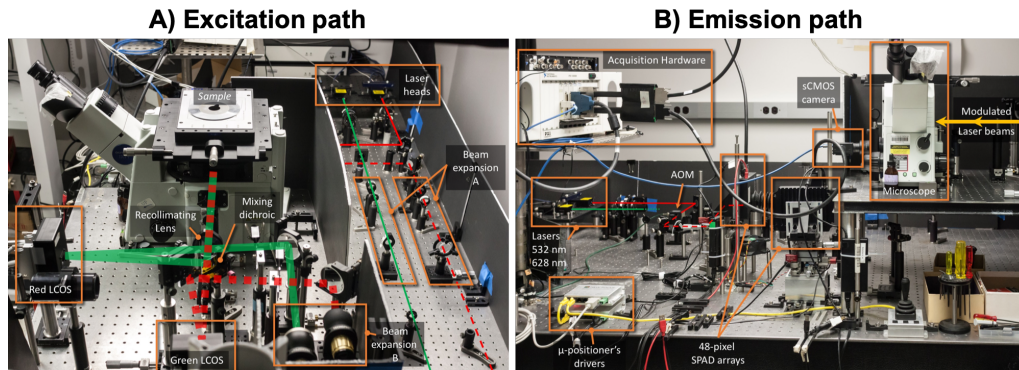 A) Excitation path
B) Emission path
Sample
Laser
heads
Beam
expansion
A
Recollimating
Lens
Mixing
dichroic
Red LCOS
Green LCOS
Beam
expansion
B
Acquisition Hardware
sCMOS
camera
Modulated
Laser beams
Microscope
AOM
Lasers
532 nm
628 nm
μ-positioner's
drivers
48-pixel
SPAD arrays